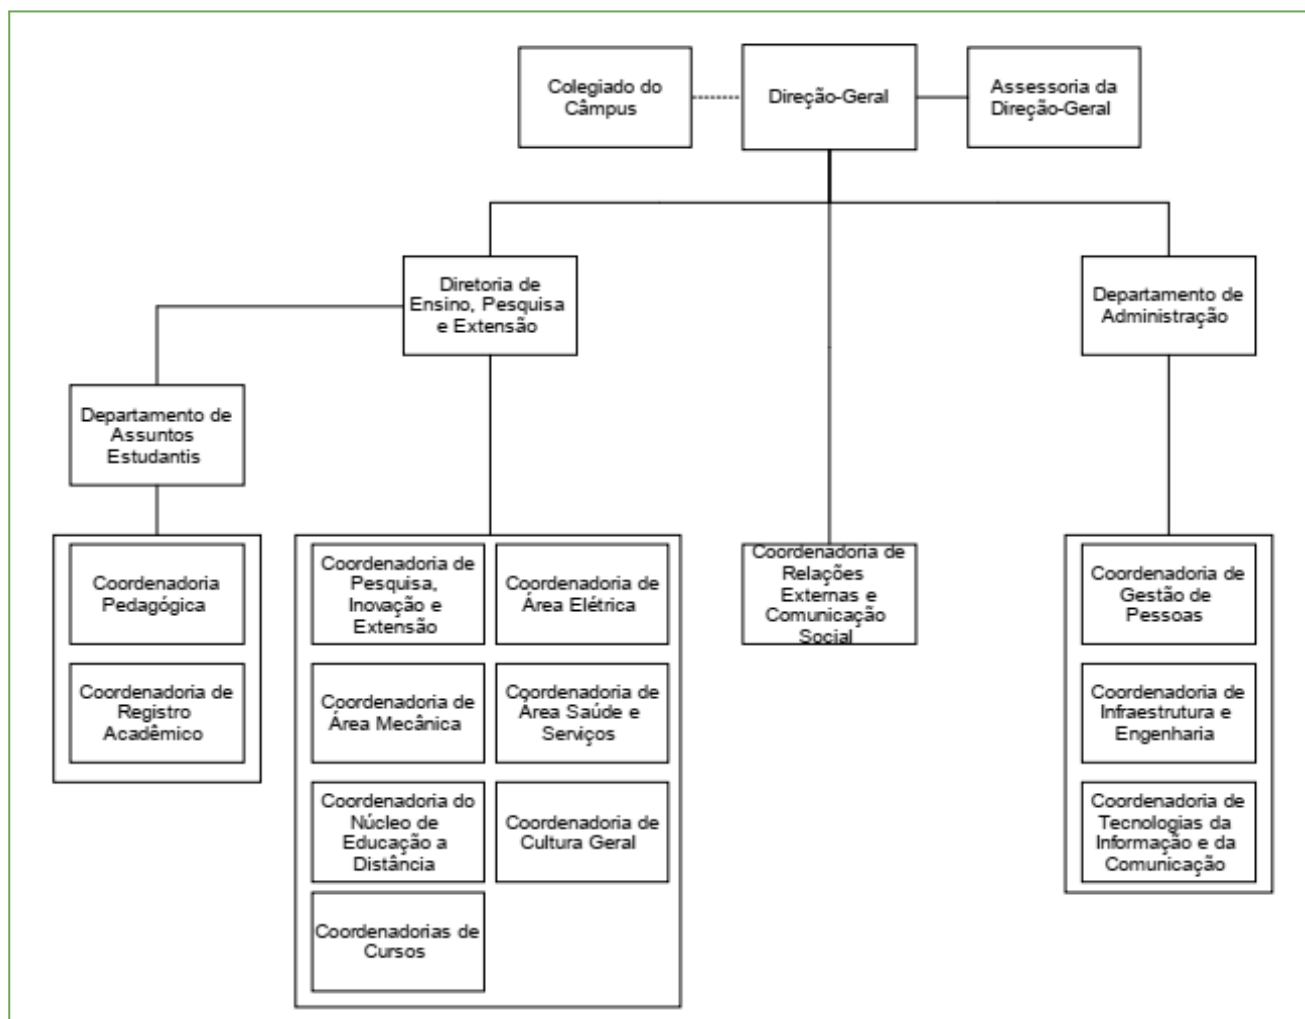 Colegiado do
Câmpus
Direção-Geral
Assessoria da
Direção-Geral
Diretoria de
Ensino, Pesquisa
e Extensão
Departamento de
Administração
Departamento de
Assuntos
Estudantis
Coordenadoria
Pedagógica
Coordenadoria de
Registro
Acadêmico
Coordenadoria de
Pesquisa,
Inovação e
Extensão
Coordenadoria de
Área Elétrica
Coordenadoria de
Área Mecânica
Coordenadoria de
Área Saúde e
Serviços
Coordenadoria do
Núcleo de
Educação a
Distância
Coordenadoria de
Cultura Geral
Coordenadorias de
Cursos
Coordenadoria de
Relações
Externas e
Comunicação
Social
Coordenadoria de
Gestão de
Pessoas
Coordenadoria de
Infraestrutura e
Engenharia
Coordenadoria de
Tecnologias da
Informação e da
Comunicação